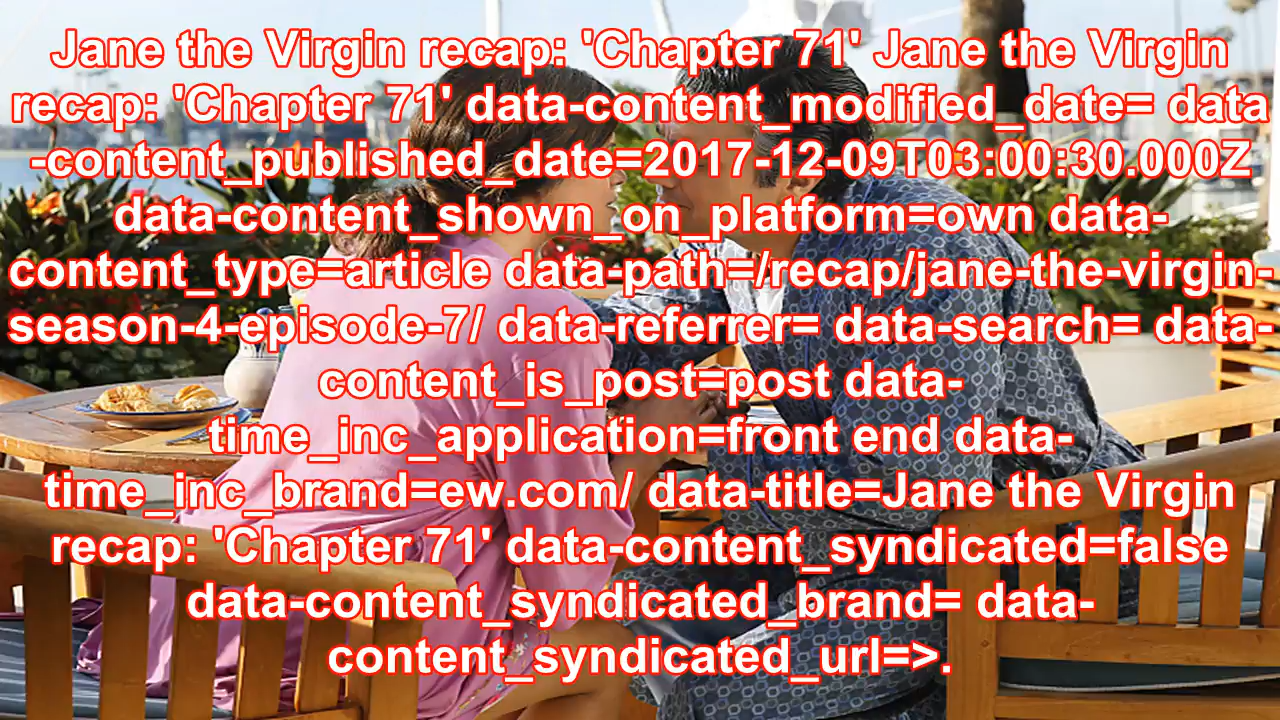 Jane the Virgin recap: 'Chapter 71' Jane the Virgin
recap: 'Chapter 71' data-content_modified_date= data
-content_published_date=2017-12-09T03:00:30.000Z
data-content_shown_on_platform=own data-
content_type=article data-path=/recap/jane-the-virgin-
season-4-episode-7/ data-referrer= data-search= data-
content_is_post=post data-
time_inc_application=front end data-
time_inc_brand=ew.com/ data-title=Jane the Virgin
recap: 'Chapter 71' data-content_syndicated=false
data-content_syndicated_brand= data-
content_syndicated_url=>.